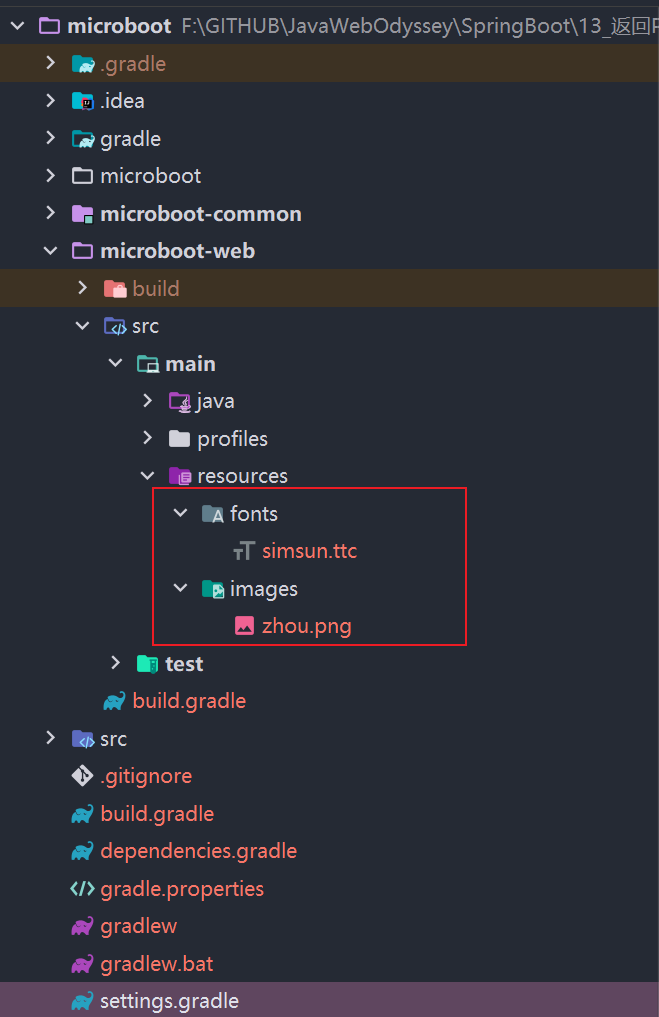 microboot F:\GITHUB\JavaWebOdyssey\SpringBoot\13_返回
.gradle
.idea
gradle
microboot
microboot-common
microboot-web
build
src
main
java
profiles
resources
fonts
simsun.ttc
images
zhou.png
test
build.gradle
src
.gitignore
build.gradle
dependencies.gradle
gradle.properties
gradlew
gradlew.bat
settings.gradle